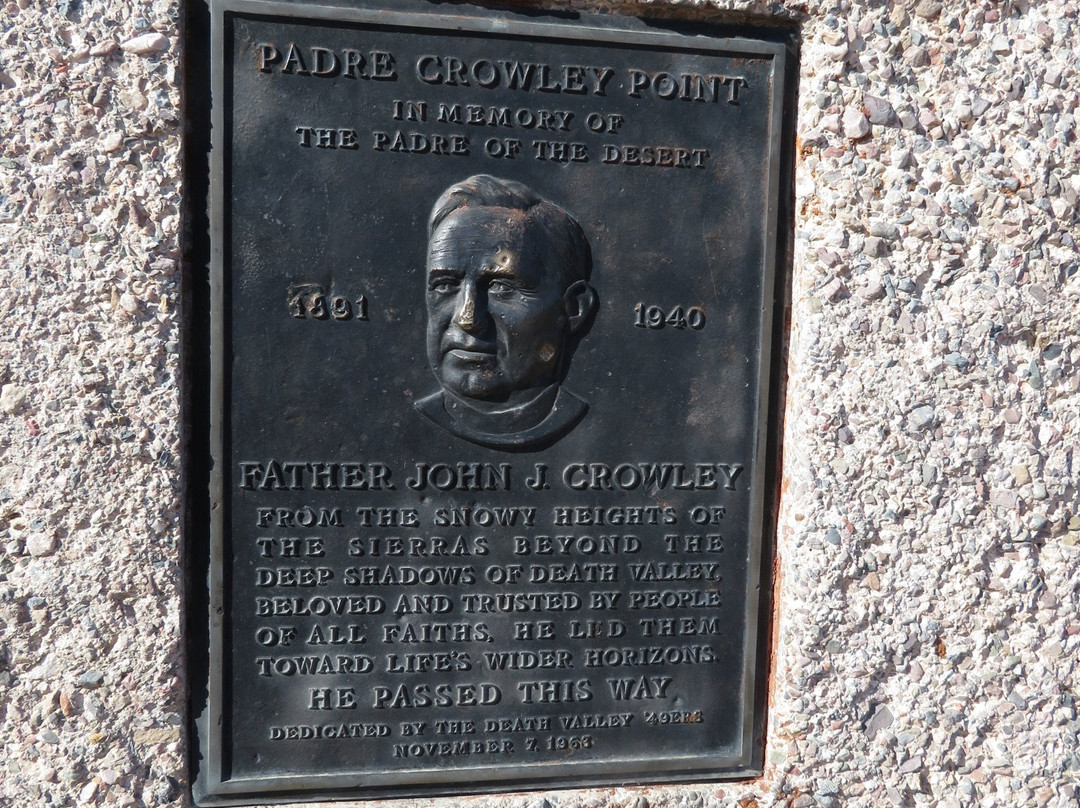 PADRE CROWLEY POINT
IN MEMORY OF
THE PADRE OF THE DESERT
1891 1940
FATHER JOHN J. CROWLEY
FROM THE SNOWY HEIGHTS OF
THE SIERRAS BEYOND THE
DEEP SHADOWS OF DEATH VALLEY,
BELOVED AND TRUSTED BY PEOPLE
OF ALL FAITHS, HE LED THEM
TOWARD LIFE'S WIDER HORIZONS.
HE PASSED THIS WAY.
DEDICATED BY THE DEATH VALLEY '49ERS
NOVEMBER 7, 1963